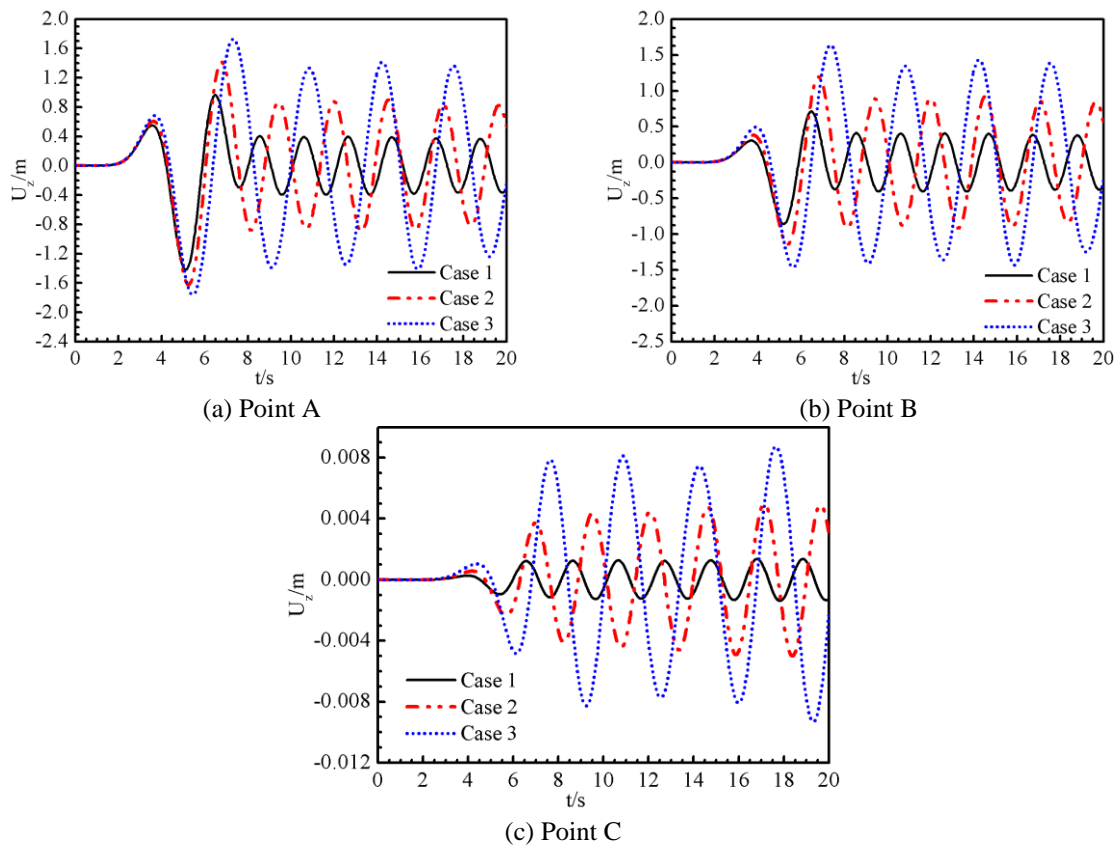 2.0
1.6
1.2
0.8
0.4
0.0
-0.4
-0.8
-1.2
-1.6
-2.0
-2.4
U_z/m
0 2 4 6 8 10 12 14 16 18 20
t/s
Case 1
Case 2
Case 3
(a) Point A
2.0
1.5
1.0
0.5
0.0
-0.5
-1.0
-1.5
-2.0
-2.5
U_z/m
0 2 4 6 8 10 12 14 16 18 20
t/s
Case 1
Case 2
Case 3
(b) Point B
0.008
0.004
0.000
-0.004
-0.008
-0.012
U_z/m
0 2 4 6 8 10 12 14 16 18 20
t/s
Case 1
Case 2
Case 3
(c) Point C